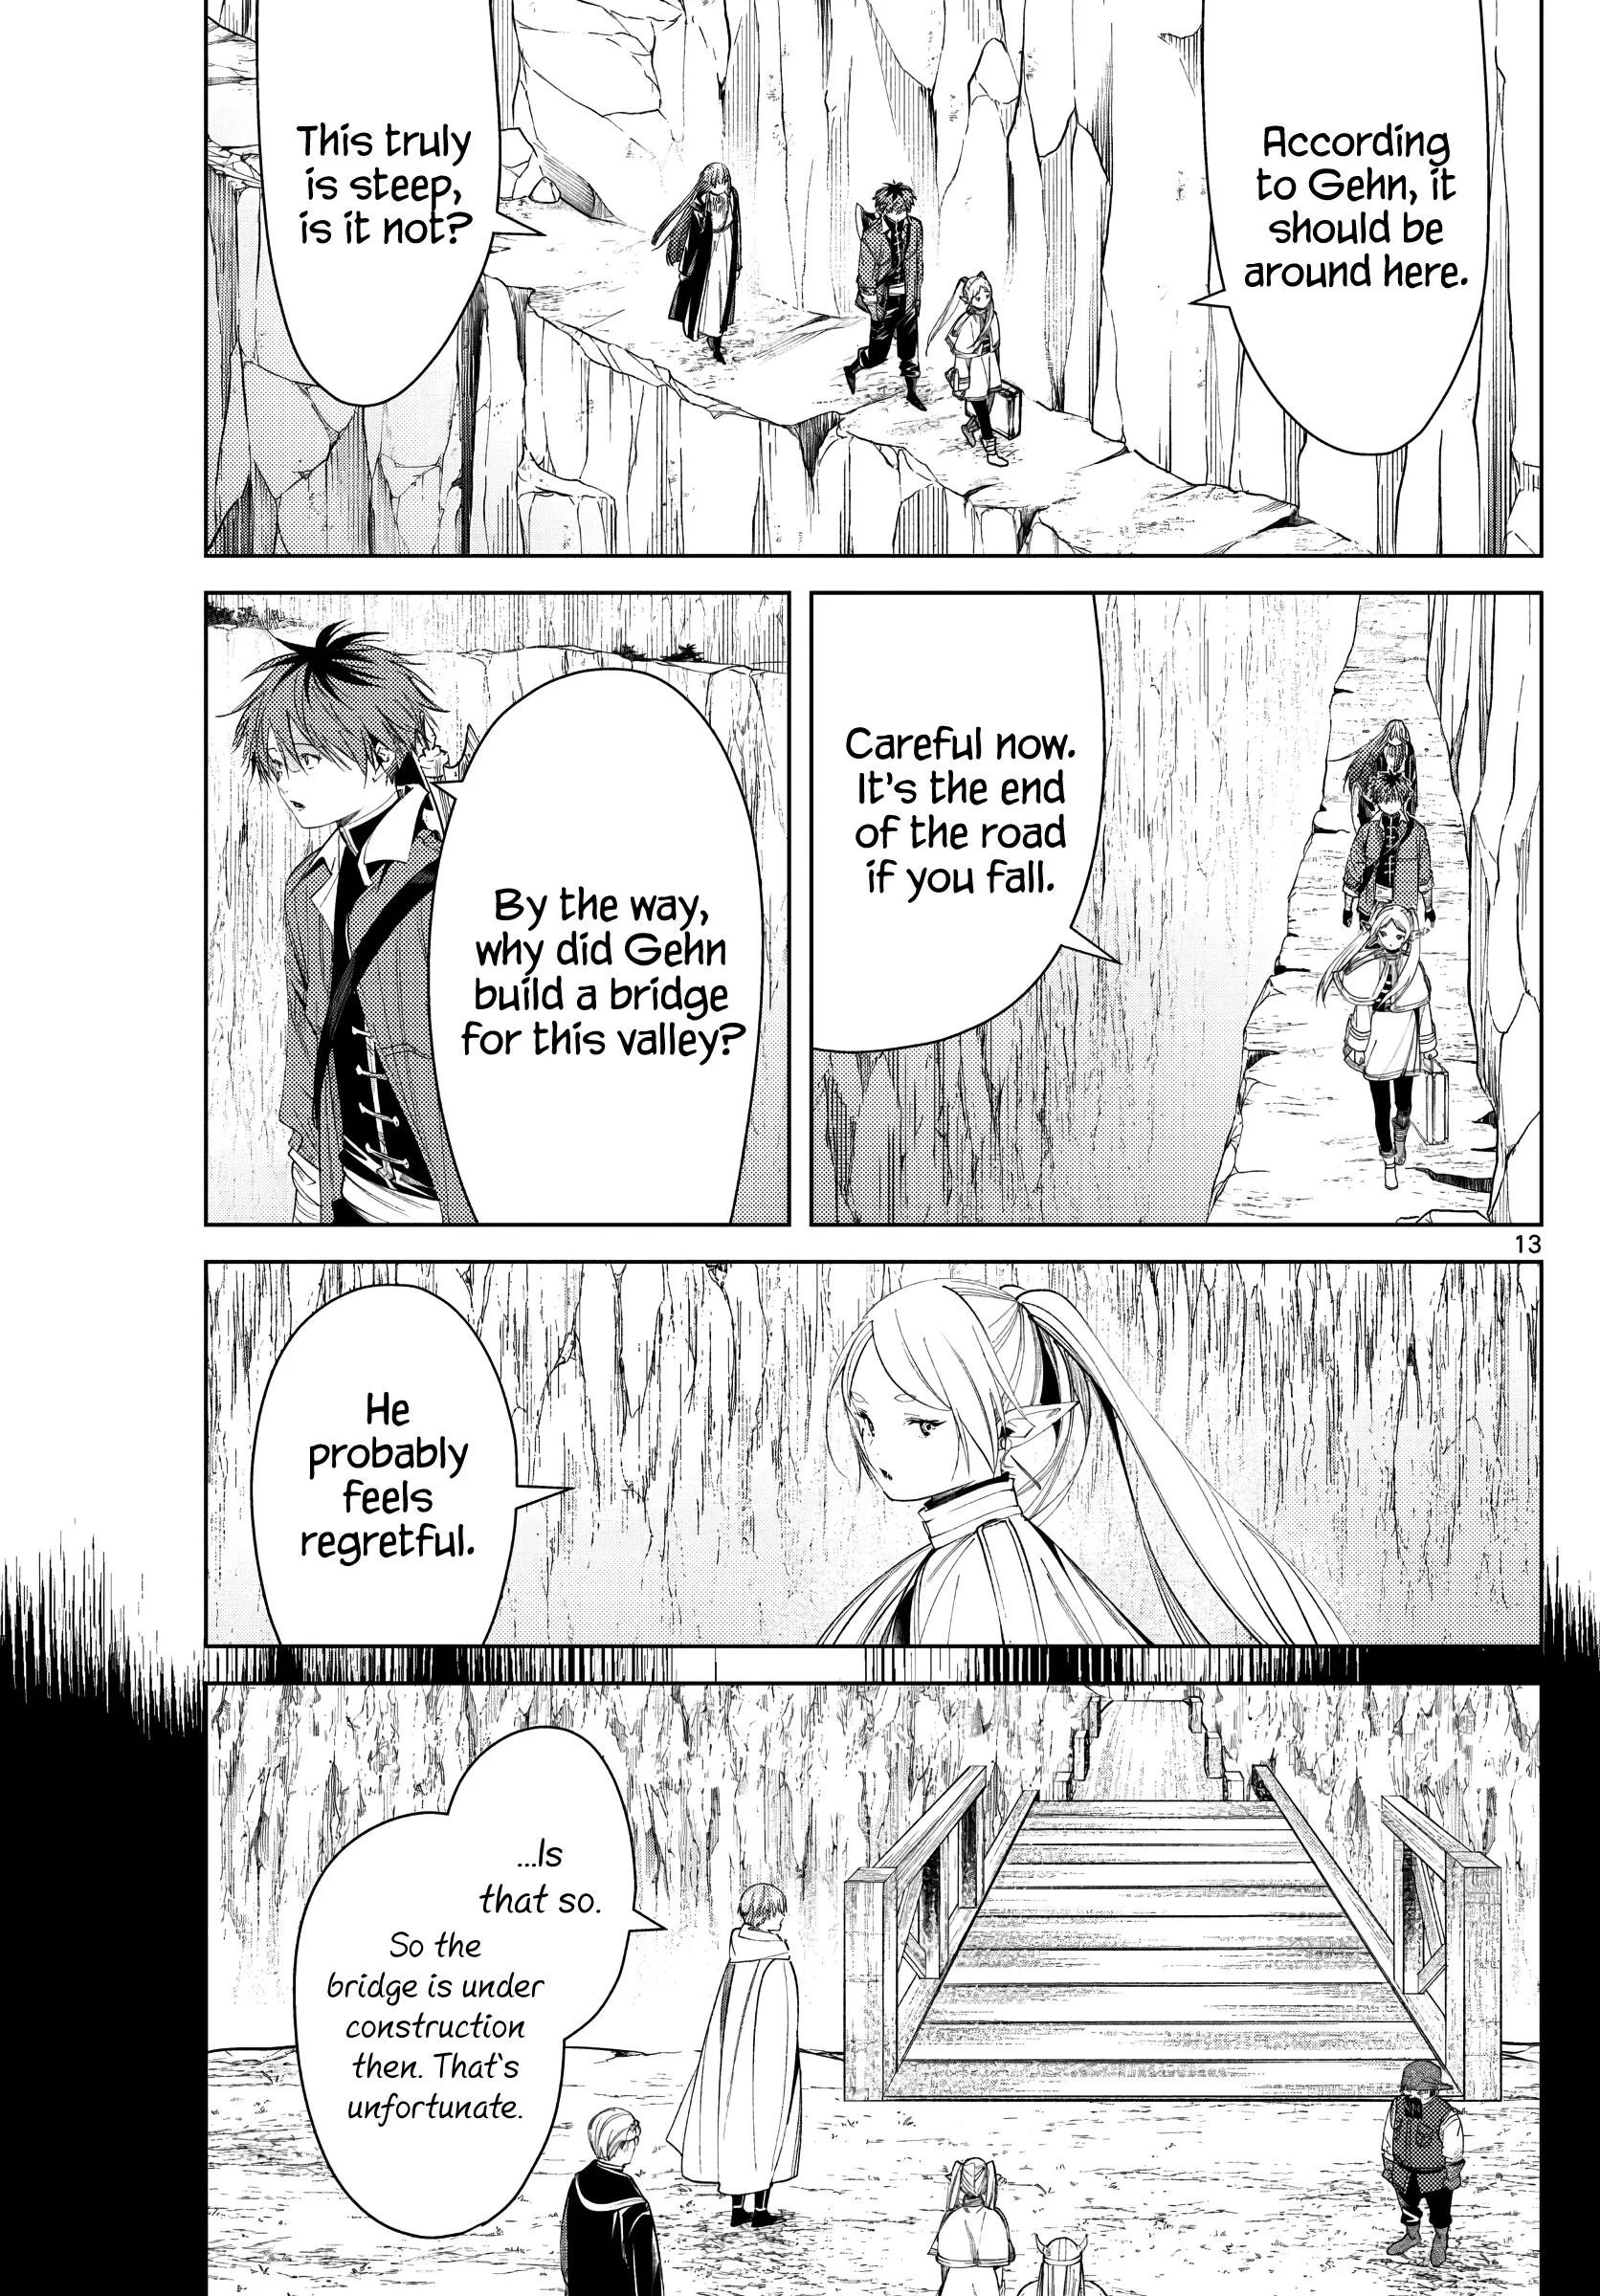 According
to Gehn, it
should be
around here.
This truly
is steep,
is it not?
Careful now.
It's the end
of the road
if you fall.
By the way,
why did Gehn
build a bridge
for this valley?
13
He
probably
feels
regretful.
...Is
that so.
So the
bridge is under
construction
then. That's
unfortunate.